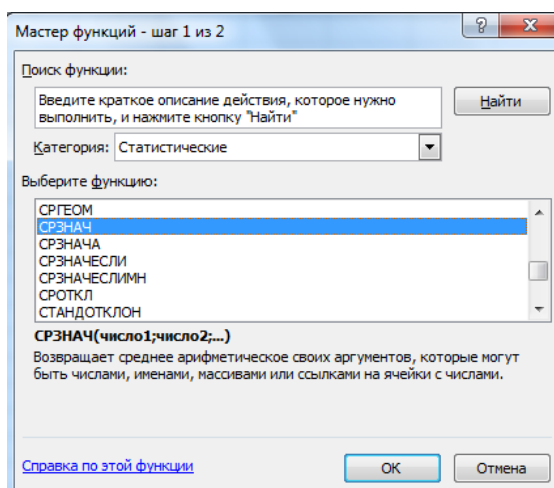 Мастер функций - шаг 1 из 2
Поиск функции:
Введите краткое описание действия, которое нужно
выполнить, и нажмите кнопку "Найти"
Найти
Категория: Статистические
Выберите функцию:
СРГЕОМ
СРЗНАЧ
СРЗНАЧА
СРЗНАЧЕСЛИ
СРЗНАЧЕСЛИМН
СРОТКЛ
СТАНДОТКЛОН
СРЗНАЧ(число1;число2;...)
Возвращает среднее арифметическое своих аргументов, которые могут
быть числами, именами, массивами или ссылками на ячейки с числами.
Справка по этой функции
ОК
Отмена